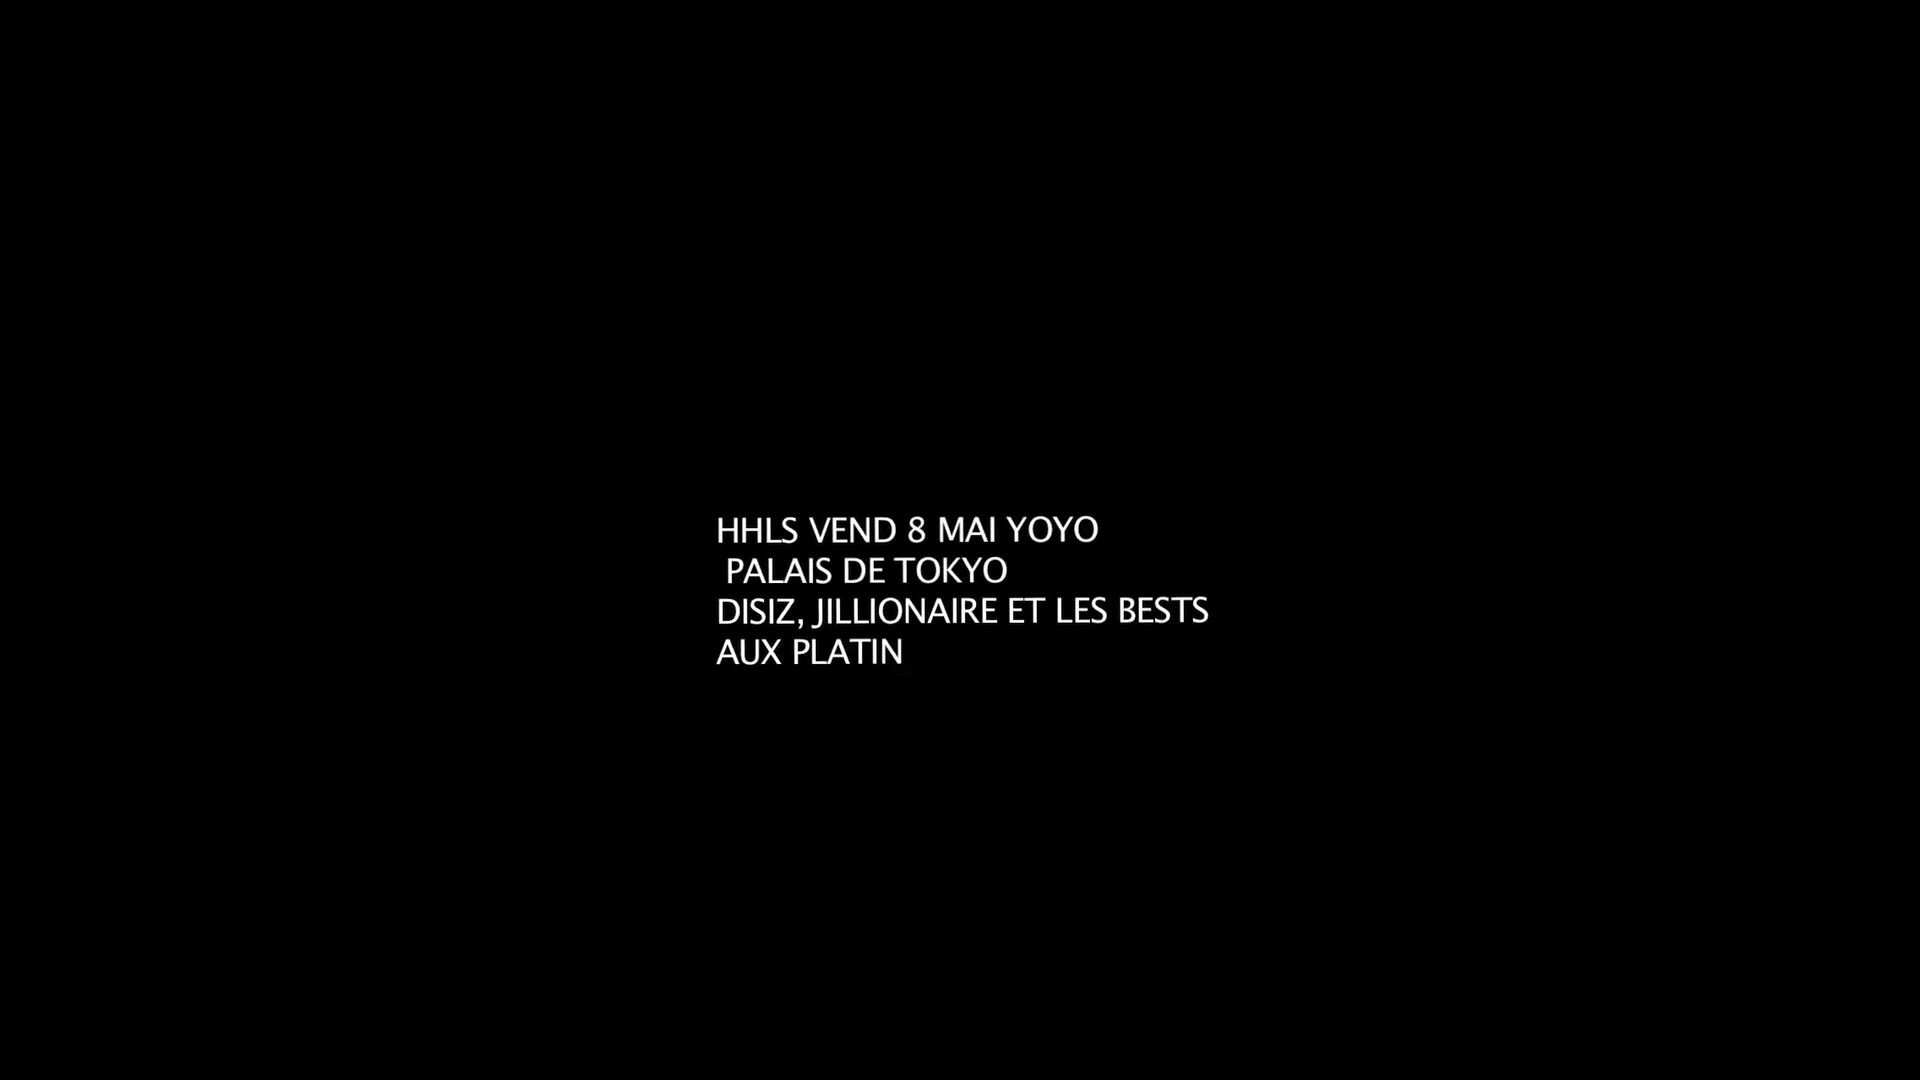 HHLS VEND 8 MAI YOYO
PALAIS DE TOKYO
DISIZ, JILLIONAIRE ET LES BESTS
AUX PLATIN